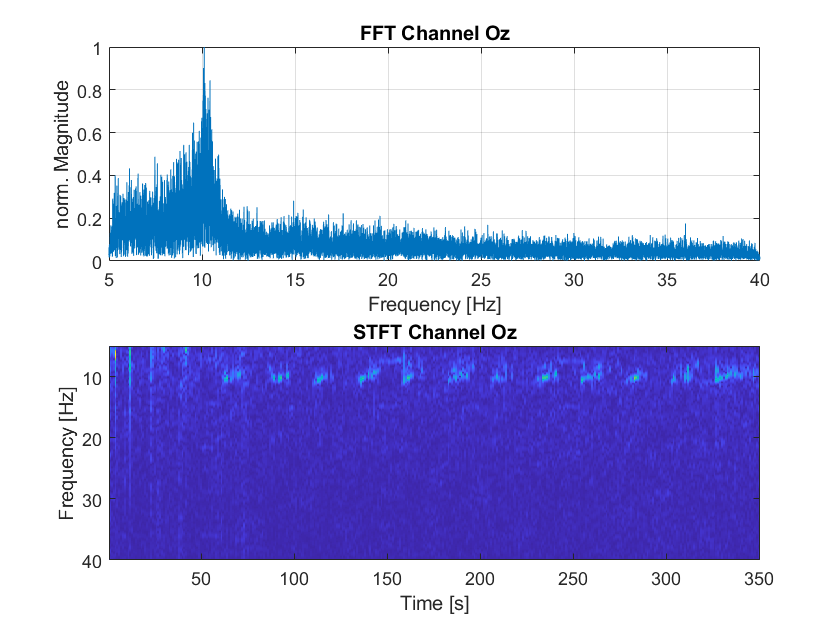 FFT Channel Oz
norm. Magnitude
1
0.8
0.6
0.4
0.2
0
5 10 15 20 25 30 35 40
Frequency [Hz]
STFT Channel Oz
Frequency [Hz]
10
20
30
40
50 100 150 200 250 300 350
Time [s]